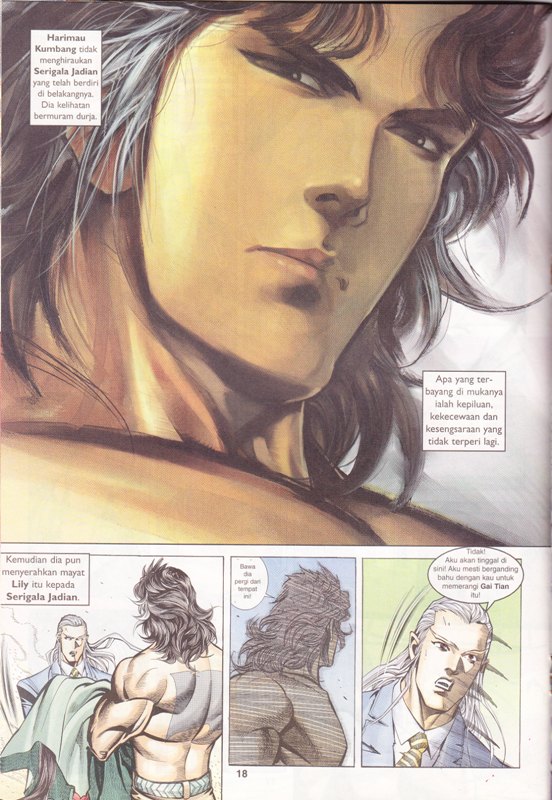 Harimau
Kumbang tidak
menghiraukan
Serigala Jadian
yang telah berdiri
di belakangnya.
Dia kelihatan
bermuram durja.
Apa yang ter-
bayang di mukanya
ialah kepiluan,
kekecewaan dan
kesengsaraan yang
tidak terperi lagi.
Kemudian dia pun
menyerahkan mayat
Lily itu kepada
Serigala Jadian.
Bawa
dia
pergi dari
tempat
ini!
Tidak!
Aku akan tinggal di
sini! Aku mesti berganding
bahu dengan kau untuk
memerangi Gai Tian
itu!
18